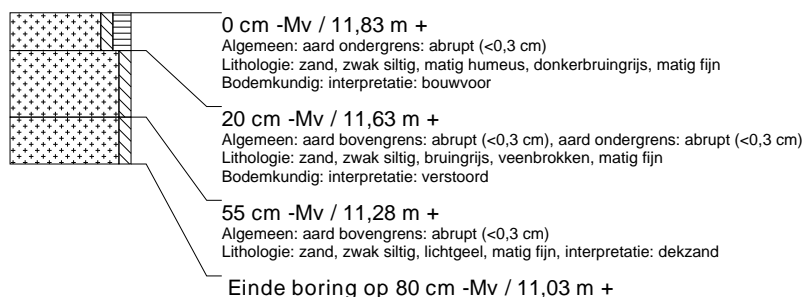 0 cm -Mv / 11,83 m +
Algemeen: aard ondergrens: abrupt (<0,3 cm)
Lithologie: zand, zwak siltig, matig humeus, donkerbruingrijs, matig fijn
Bodemkundig: interpretatie: bouwvoor
20 cm -Mv / 11,63 m +
Algemeen: aard bovengrens: abrupt (<0,3 cm), aard ondergrens: abrupt (<0,3 cm)
Lithologie: zand, zwak siltig, bruingrijs, veenbrokken, matig fijn
Bodemkundig: interpretatie: verstoord
55 cm -Mv / 11,28 m +
Algemeen: aard bovengrens: abrupt (<0,3 cm)
Lithologie: zand, zwak siltig, lichtgeel, matig fijn, interpretatie: dekzand
Einde boring op 80 cm -Mv / 11,03 m +